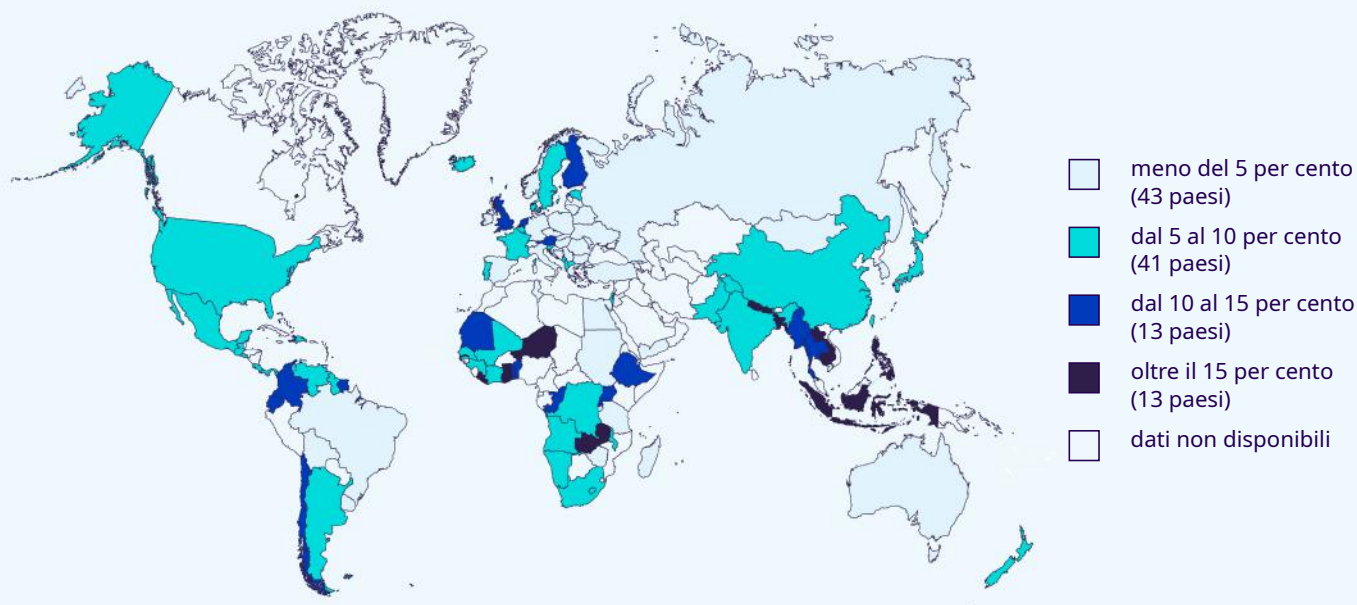 meno del 5 per cento
(43 paesi)
dal 5 al 10 per cento
(41 paesi)
dal 10 al 15 per cento
(13 paesi)
oltre il 15 per cento
(13 paesi)
dati non disponibili